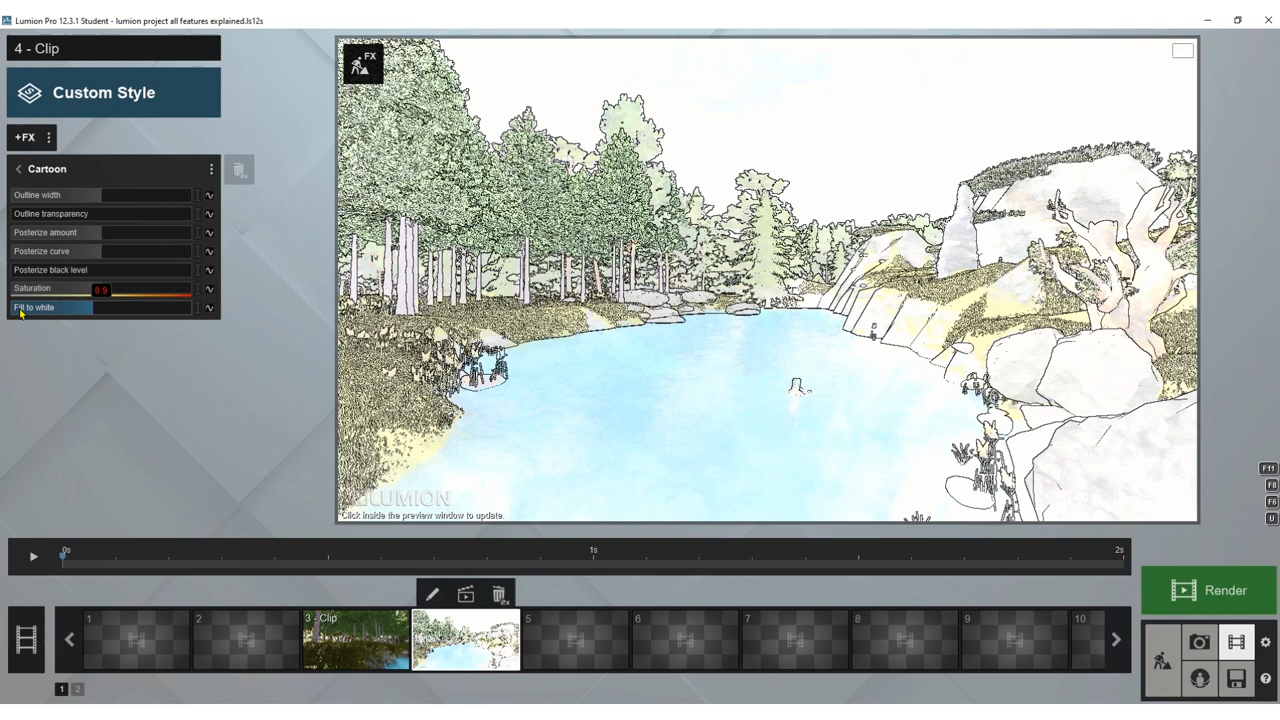 Lumion Pro 12.3.1 Student - lumion project all features explained.ls12s
4 - Clip
Custom Style
+FX
Cartoon
Outline width
Outline transparency
Posterize amount
Posterize curve
Posterize black level
Saturation
0.9
Fill to white
FX
LUMION
Click inside the preview window to update.
F11
F8
F6
U
0s
1s
2s
1
2
3 - Clip
5
6
7
8
9
10
Render
1
2